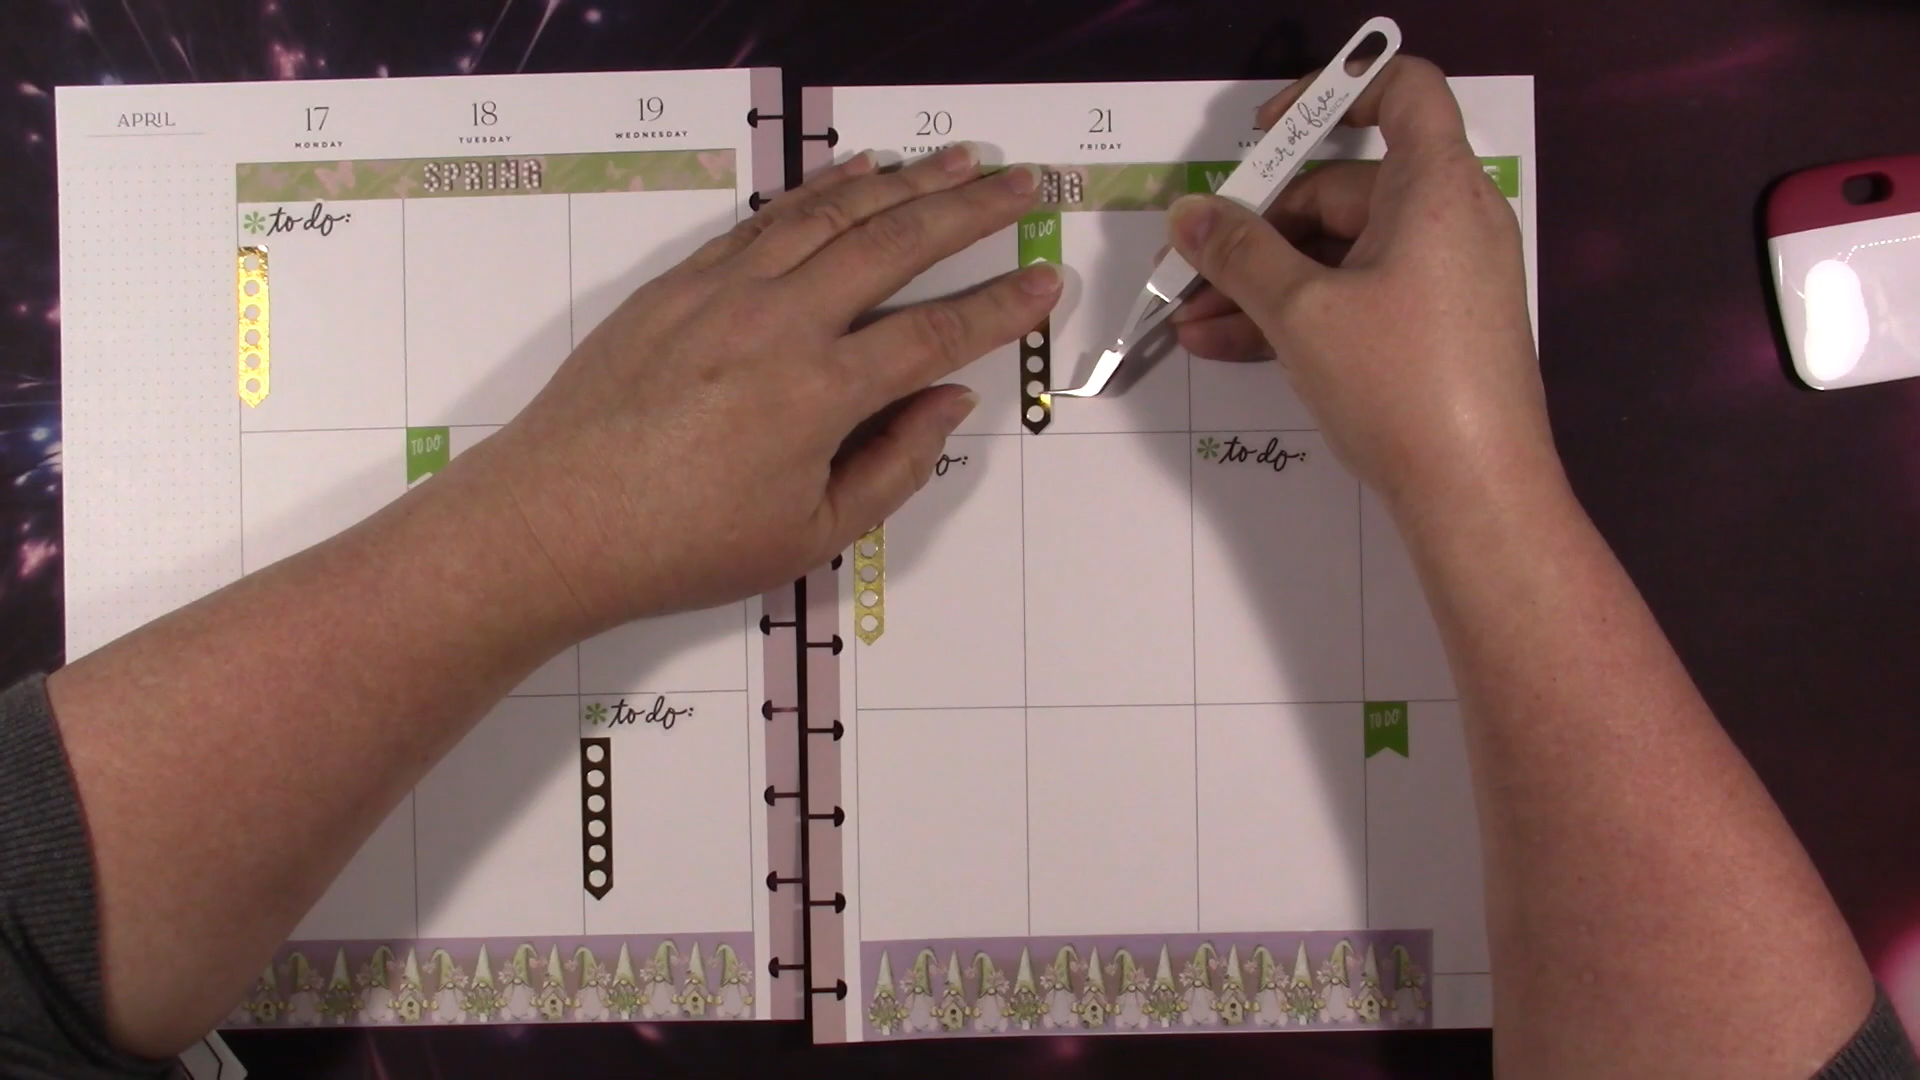 APRIL
17
MONDAY
18
TUESDAY
19
WEDNESDAY
SPRING
*to do:
TO DO
*to do:
20
21
FRIDAY
NG
TO DO
o:
*to do:
TO DO